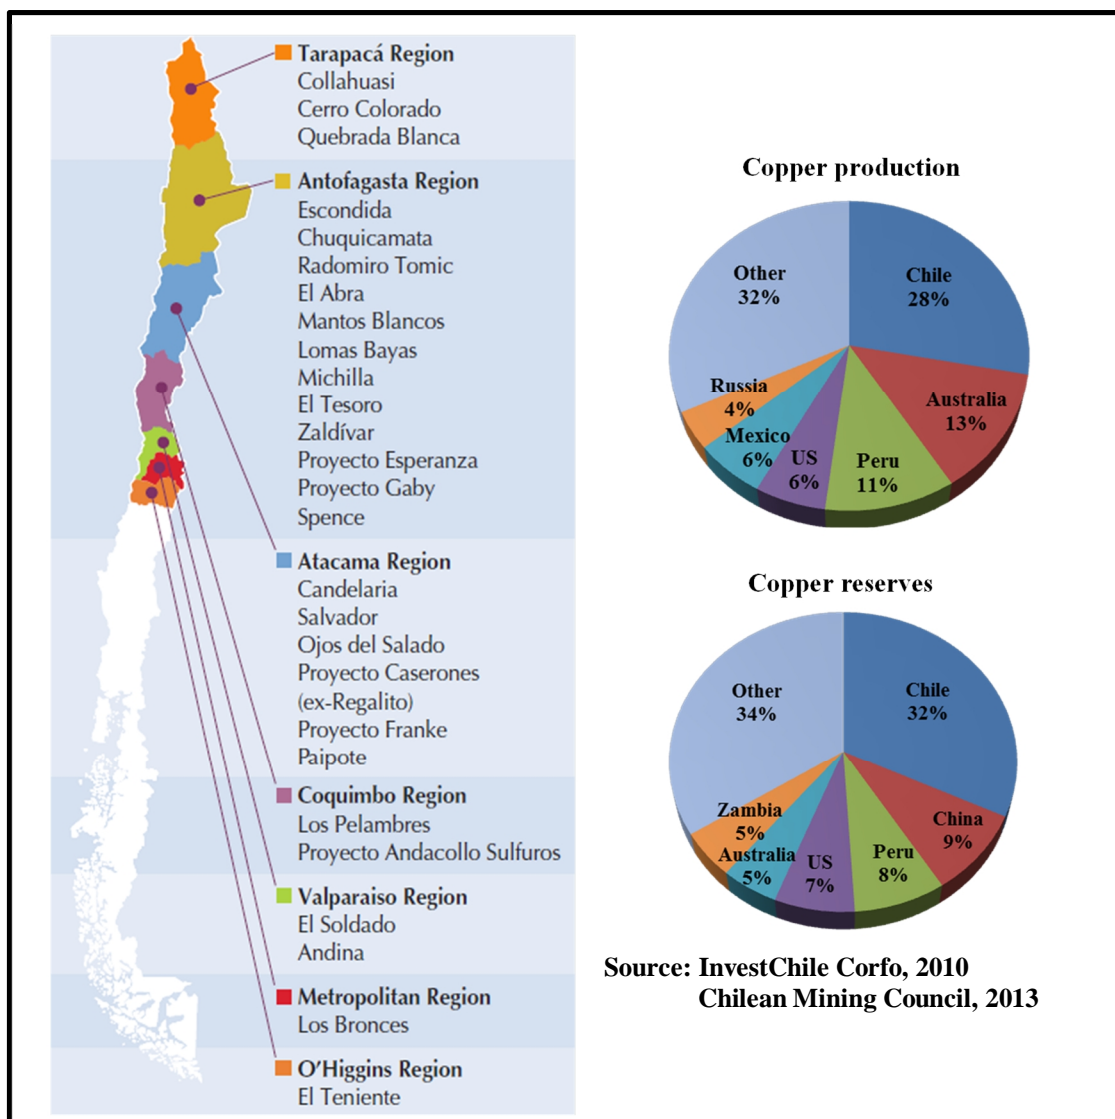 Tarapacá Region
Collahuasi
Cerro Colorado
Quebrada Blanca
Antofagasta Region
Escondida
Chuquicamata
Radomiro Tomic
El Abra
Mantos Blancos
Lomas Bayas
Michilla
El Tesoro
Zaldívar
Proyecto Esperanza
Proyecto Gaby
Spence
Atacama Region
Candelaria
Salvador
Ojos del Salado
Proyecto Caserones
(ex-Regalito)
Proyecto Franke
Paipote
Coquimbo Region
Los Pelambres
Proyecto Andacollo Sulfuros
Valparaiso Region
El Soldado
Andina
Metropolitan Region
Los Bronces
O'Higgins Region
El Teniente
Copper production
Other
32%
Chile
28%
Russia
4%
Australia
13%
Mexico
6%
US
6%
Peru
11%
Copper reserves
Other
34%
Chile
32%
Zambia
5%
China
9%
Australia
5%
US
7%
Peru
8%
Source: InvestChile Corfo, 2010
Chilean Mining Council, 2013